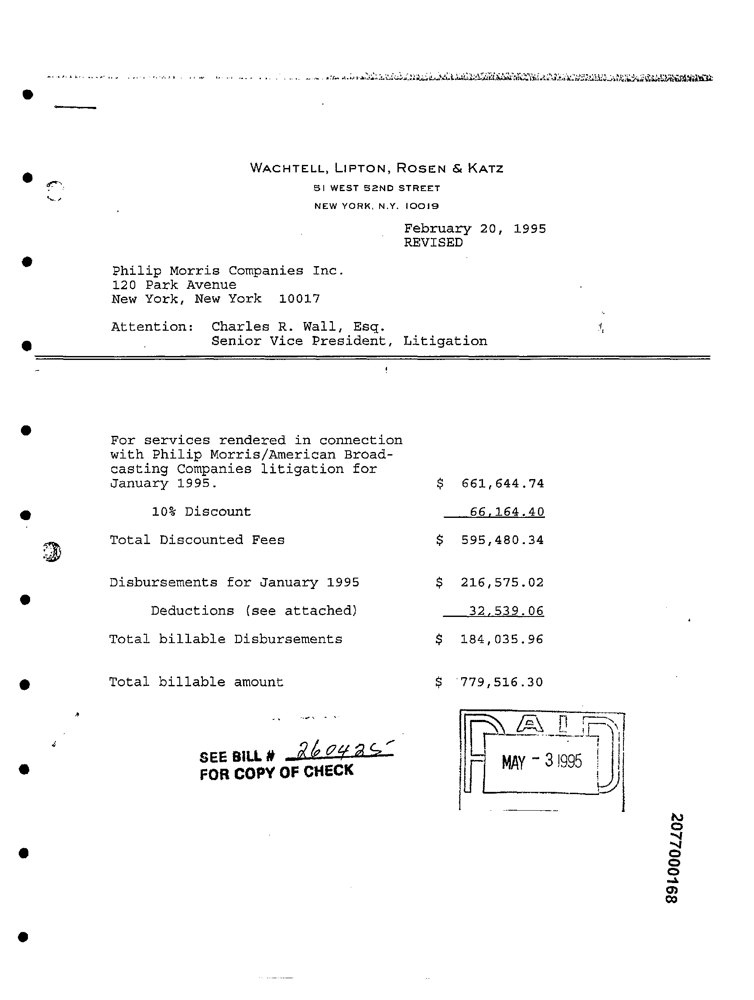 WACHTELL, LIPTON, ROSEN & KATZ
51 WEST 52ND STREET
NEW YORK, N.Y. 10019
February 20, 1995
REVISED
Philip Morris Companies Inc.
120 Park Avenue
New York, New York 10017
Attention: Charles R. Wall, Esq.
Senior Vice President, Litigation
For services rendered in connection
with Philip Morris/American Broad-
casting Companies litigation for
January 1995. $ 661,644.74
10% Discount 66,164.40
Total Discounted Fees $ 595,480.34
Disbursements for January 1995 $ 216,575.02
Deductions (see attached) 32,539.06
Total billable Disbursements $ 184,035.96
Total billable amount $ 779,516.30
SEE BILL # 260425
FOR COPY OF CHECK
PAID
MAY - 3 1995
2077000168